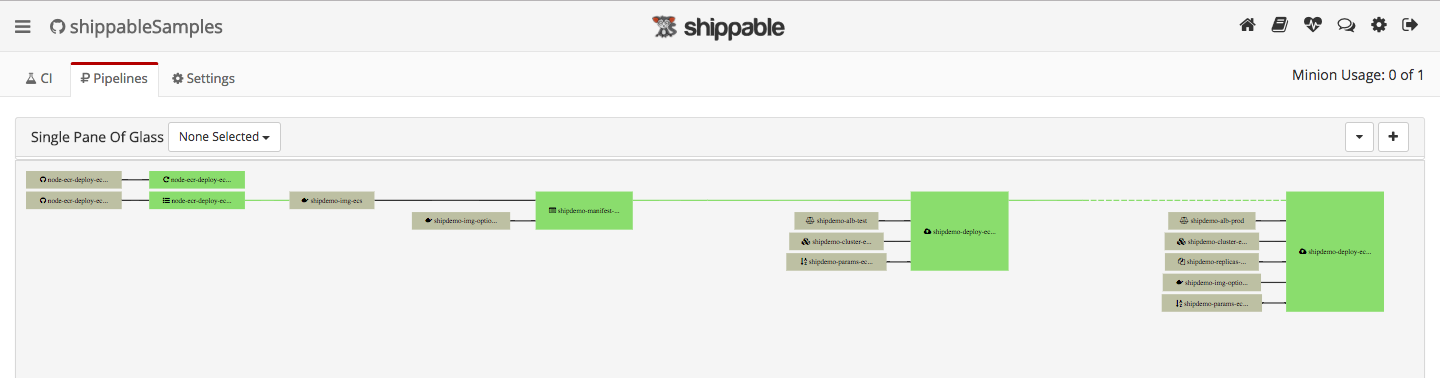 shippableSamples
shippable
CI
Pipelines
Settings
Minion Usage: 0 of 1
Single Pane Of Glass
None Selected
node-ecr-deploy-ec...
node-ecr-deploy-ec...
node-ecr-deploy-ec...
node-ecr-deploy-ec...
shipdemo-img-ecs
shipdemo-manifest-...
shipdemo-img-optio...
shipdemo-alb-test
shipdemo-cluster-e...
shipdemo-params-ec...
shipdemo-deploy-ec...
shipdemo-alb-prod
shipdemo-cluster-e...
shipdemo-replicas-...
shipdemo-img-optio...
shipdemo-params-ec...
shipdemo-deploy-ec...